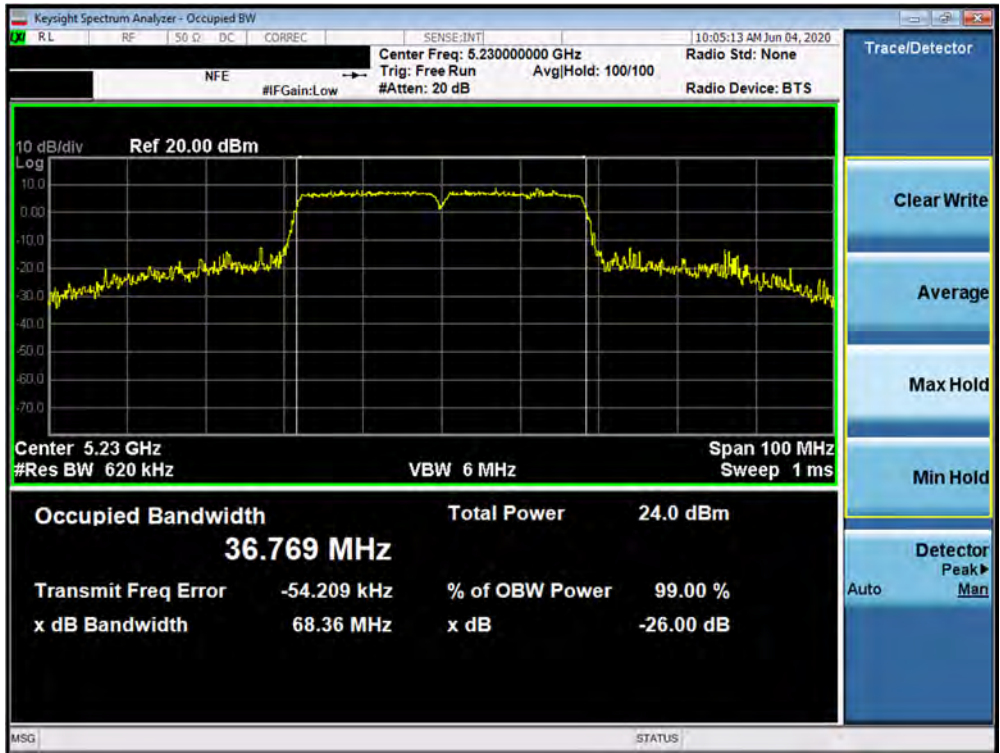 Keysight Spectrum Analyzer - Occupied BW
LXI RL RF 50 Ω DC CORREC SENSE:INT 10:05:13 AM Jun 04, 2020
Center Freq: 5.230000000 GHz Radio Std: None
NFE Trig: Free Run Avg|Hold: 100/100
#IFGain:Low #Atten: 20 dB Radio Device: BTS
Trace/Detector
10 dB/div Ref 20.00 dBm
Log
10.0
0.00
-10.0
-20.0
-30.0
-40.0
-50.0
-60.0
-70.0
Center 5.23 GHz Span 100 MHz
#Res BW 620 kHz VBW 6 MHz Sweep 1 ms
Clear Write
Average
Max Hold
Min Hold
Detector
Peak▶
Auto Man
Occupied Bandwidth Total Power 24.0 dBm
36.769 MHz
Transmit Freq Error -54.209 kHz % of OBW Power 99.00 %
x dB Bandwidth 68.36 MHz x dB -26.00 dB
MSG STATUS